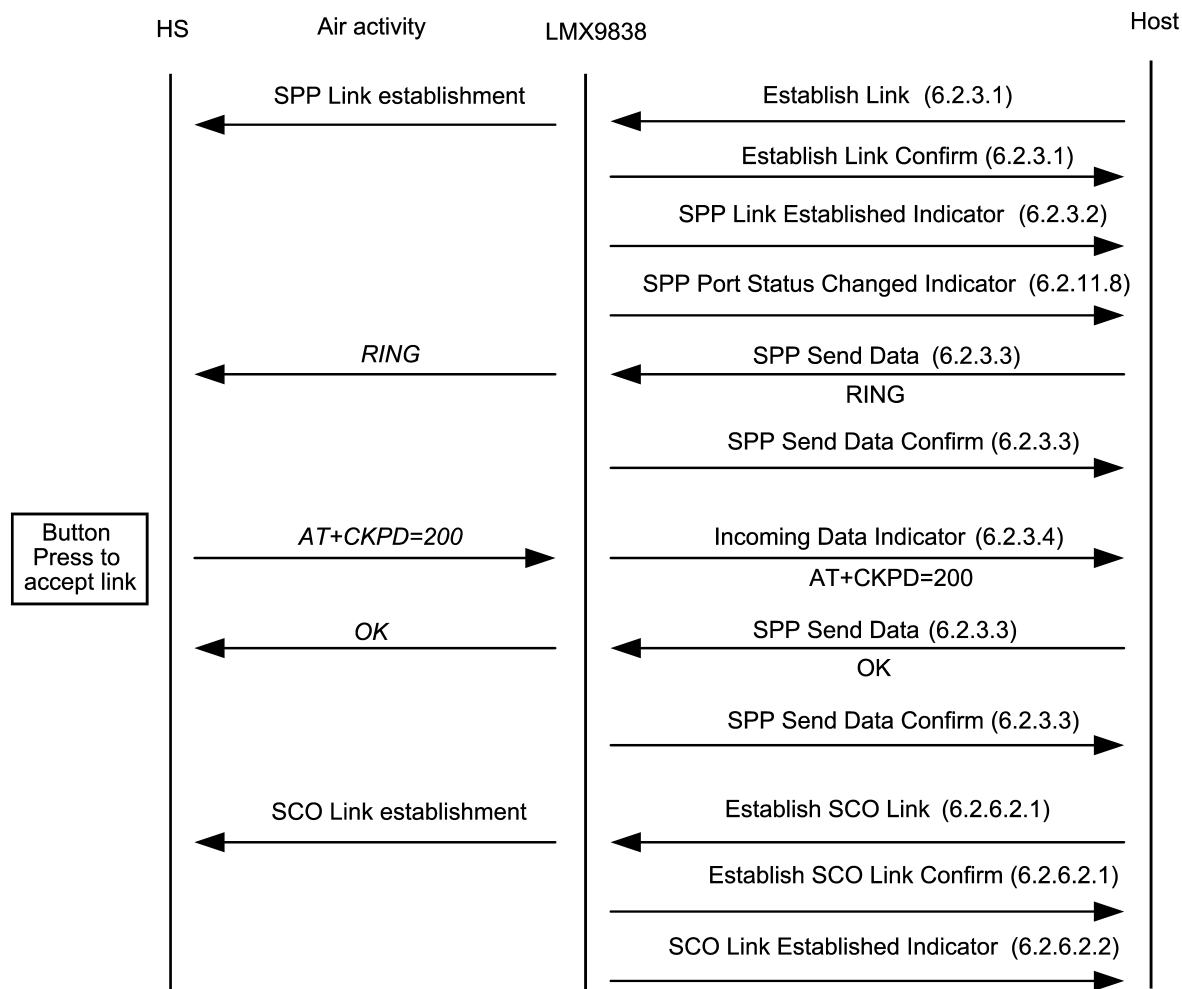 HS
Air activity
LMX9838
Host
SPP Link establishment
Establish Link (6.2.3.1)
Establish Link Confirm (6.2.3.1)
SPP Link Established Indicator (6.2.3.2)
SPP Port Status Changed Indicator (6.2.11.8)
RING
SPP Send Data (6.2.3.3)
RING
SPP Send Data Confirm (6.2.3.3)
Button
Press to
accept link
AT+CKPD=200
Incoming Data Indicator (6.2.3.4)
AT+CKPD=200
OK
SPP Send Data (6.2.3.3)
OK
SPP Send Data Confirm (6.2.3.3)
SCO Link establishment
Establish SCO Link (6.2.6.2.1)
Establish SCO Link Confirm (6.2.6.2.1)
SCO Link Established Indicator (6.2.6.2.2)